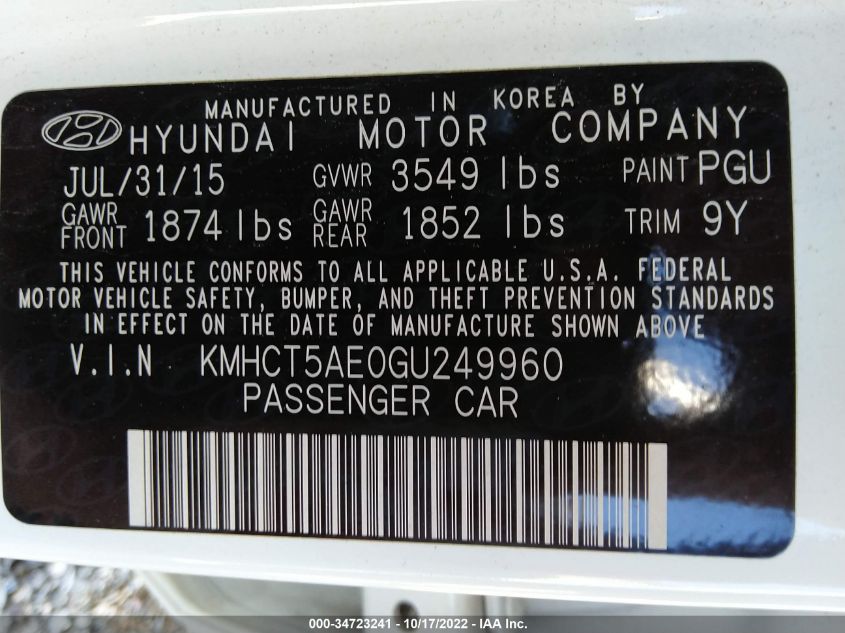 MANUFACTURED IN KOREA BY
HYUNDAI MOTOR COMPANY
JUL/31/15 GVWR 3549 lbs PAINT PGU
GAWR FRONT 1874 lbs GAWR REAR 1852 lbs TRIM 9Y
THIS VEHICLE CONFORMS TO ALL APPLICABLE U.S.A. FEDERAL
MOTOR VEHICLE SAFETY, BUMPER, AND THEFT PREVENTION STANDARDS
IN EFFECT ON THE DATE OF MANUFACTURE SHOWN ABOVE
V.I.N KMHCT5AE0GU249960
PASSENGER CAR
000-34723241 - 10/17/2022 - IAA Inc.